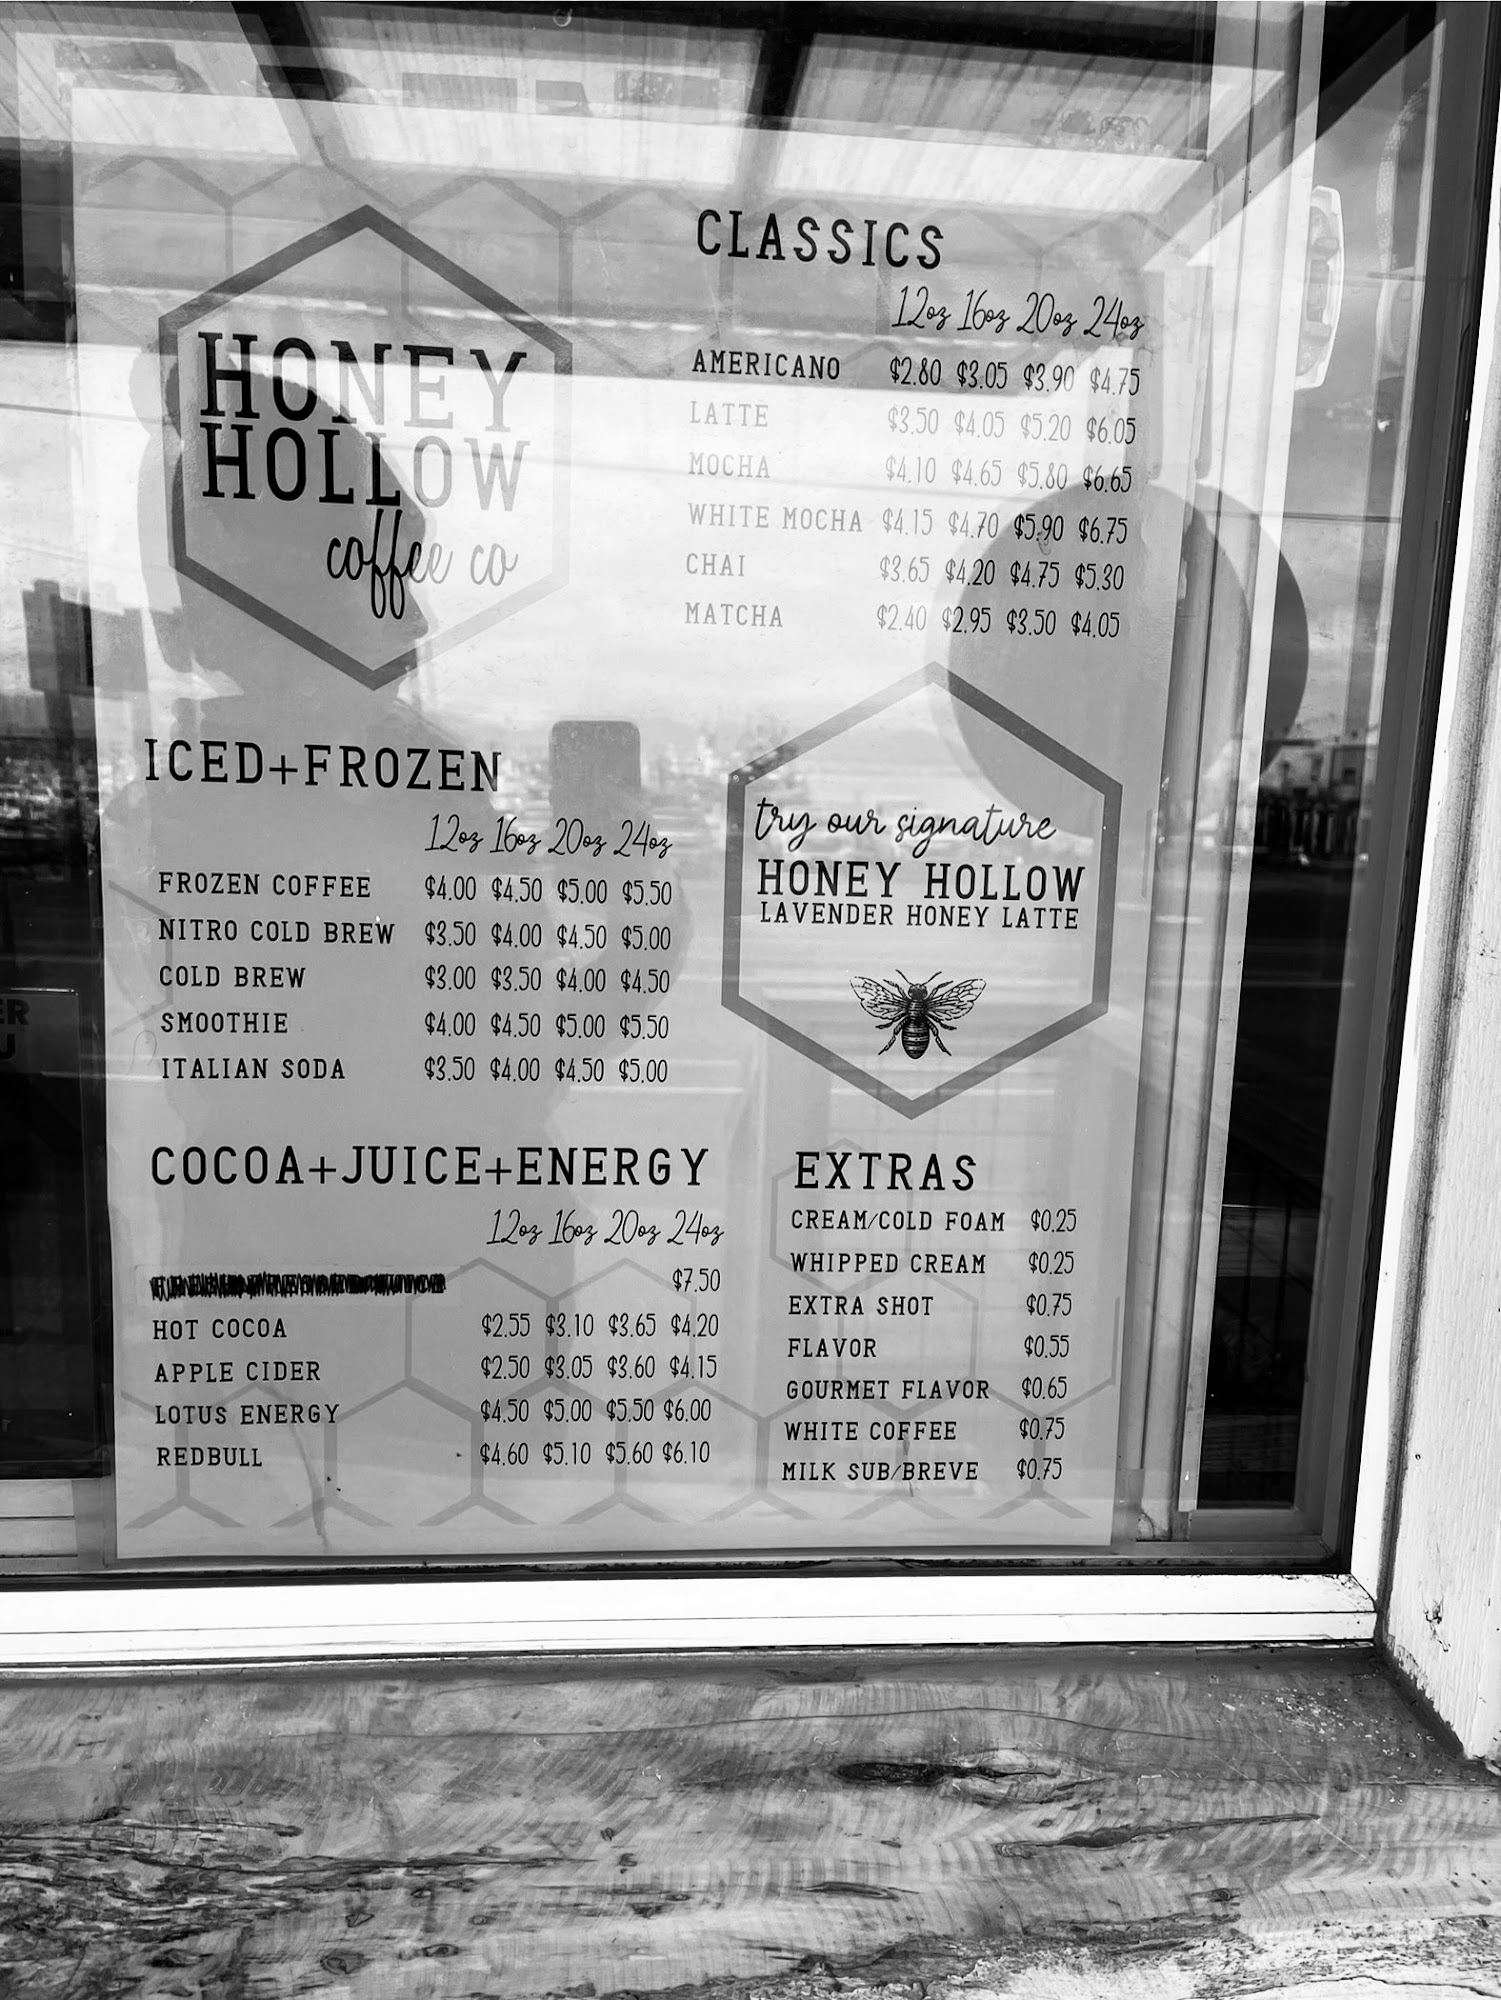 HONEY
HOLLOW
coffee co
CLASSICS
12oz 16oz 20oz 24oz
AMERICANO $2.80 $3.05 $3.90 $4.75
LATTE $3.50 $4.05 $5.20 $6.05
MOCHA $4.10 $4.65 $5.80 $6.65
WHITE MOCHA $4.15 $4.70 $5.90 $6.75
CHAI $3.65 $4.20 $4.75 $5.30
MATCHA $2.40 $2.95 $3.50 $4.05
ICED+FROZEN
12oz 16oz 20oz 24oz
FROZEN COFFEE $4.00 $4.50 $5.00 $5.50
NITRO COLD BREW $3.50 $4.00 $4.50 $5.00
COLD BREW $3.00 $3.50 $4.00 $4.50
SMOOTHIE $4.00 $4.50 $5.00 $5.50
ITALIAN SODA $3.50 $4.00 $4.50 $5.00
try our signature
HONEY HOLLOW
LAVENDER HONEY LATTE
COCOA+JUICE+ENERGY
12oz 16oz 20oz 24oz
$7.50
HOT COCOA $2.55 $3.10 $3.65 $4.20
APPLE CIDER $2.50 $3.05 $3.60 $4.15
LOTUS ENERGY $4.50 $5.00 $5.50 $6.00
REDBULL $4.60 $5.10 $5.60 $6.10
EXTRAS
CREAM/COLD FOAM $0.25
WHIPPED CREAM $0.25
EXTRA SHOT $0.75
FLAVOR $0.55
GOURMET FLAVOR $0.65
WHITE COFFEE $0.75
MILK SUB/BREVE $0.75